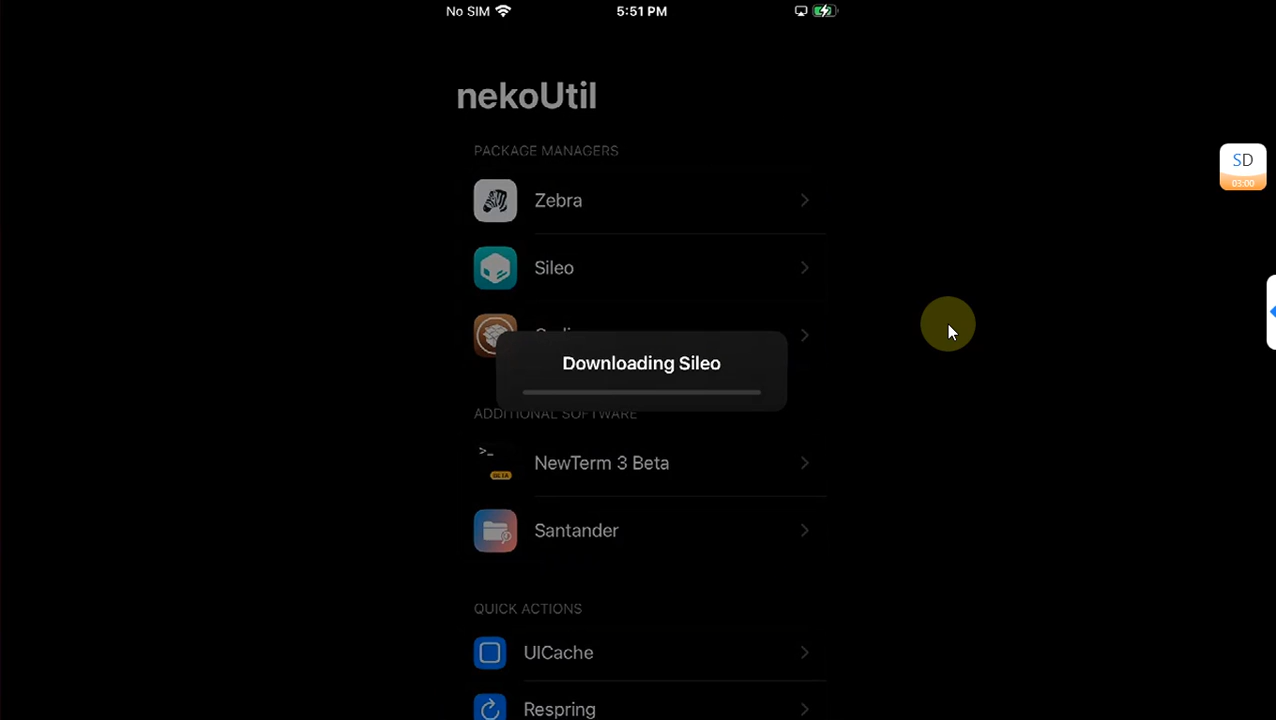 No SIM
5:51 PM
nekoUtil
PACKAGE MANAGERS
Zebra
SD
03:00
Sileo
Downloading Sileo
ADDITIONAL SOFTWARE
>_
BETA
NewTerm 3 Beta
Santander
QUICK ACTIONS
UICache
Respring